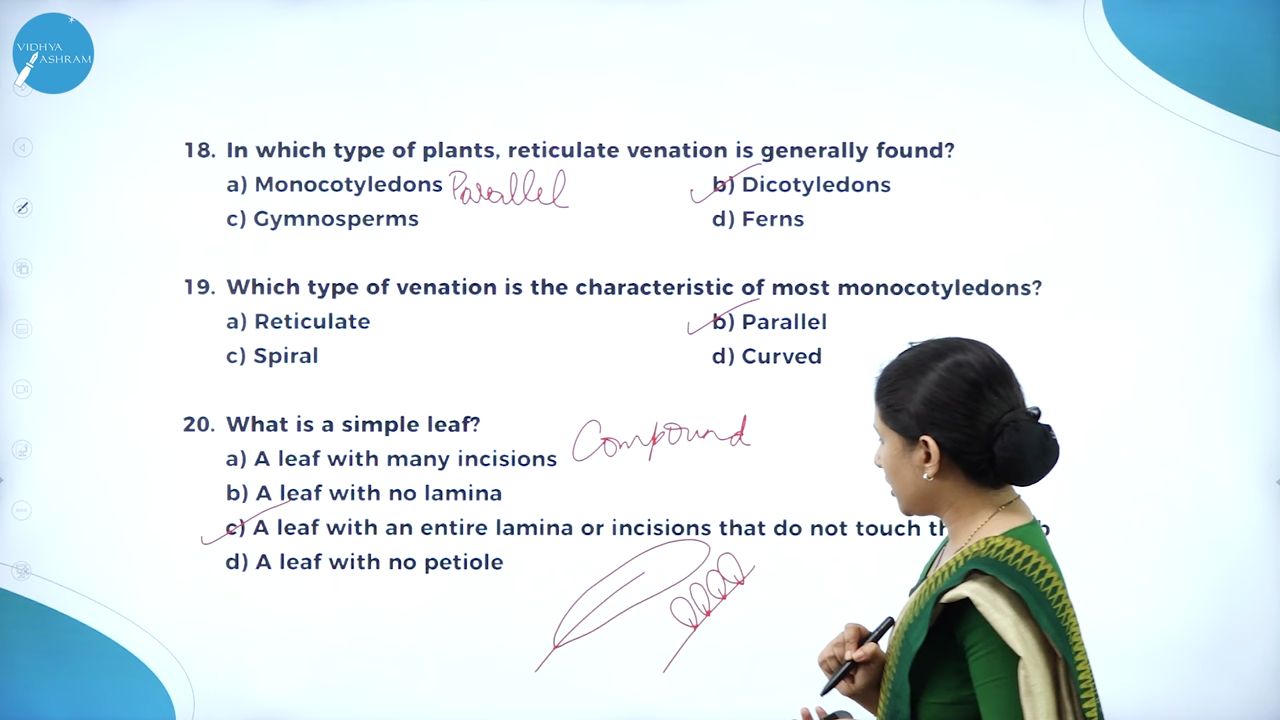 VIDHYA
ASHRAM
18. In which type of plants, reticulate venation is generally found?
a) Monocotyledons Parallel b) Dicotyledons
c) Gymnosperms d) Ferns
19. Which type of venation is the characteristic of most monocotyledons?
a) Reticulate b) Parallel
c) Spiral d) Curved
20. What is a simple leaf?
Compound
a) A leaf with many incisions
b) A leaf with no lamina
c) A leaf with an entire lamina or incisions that do not touch
d) A leaf with no petiole